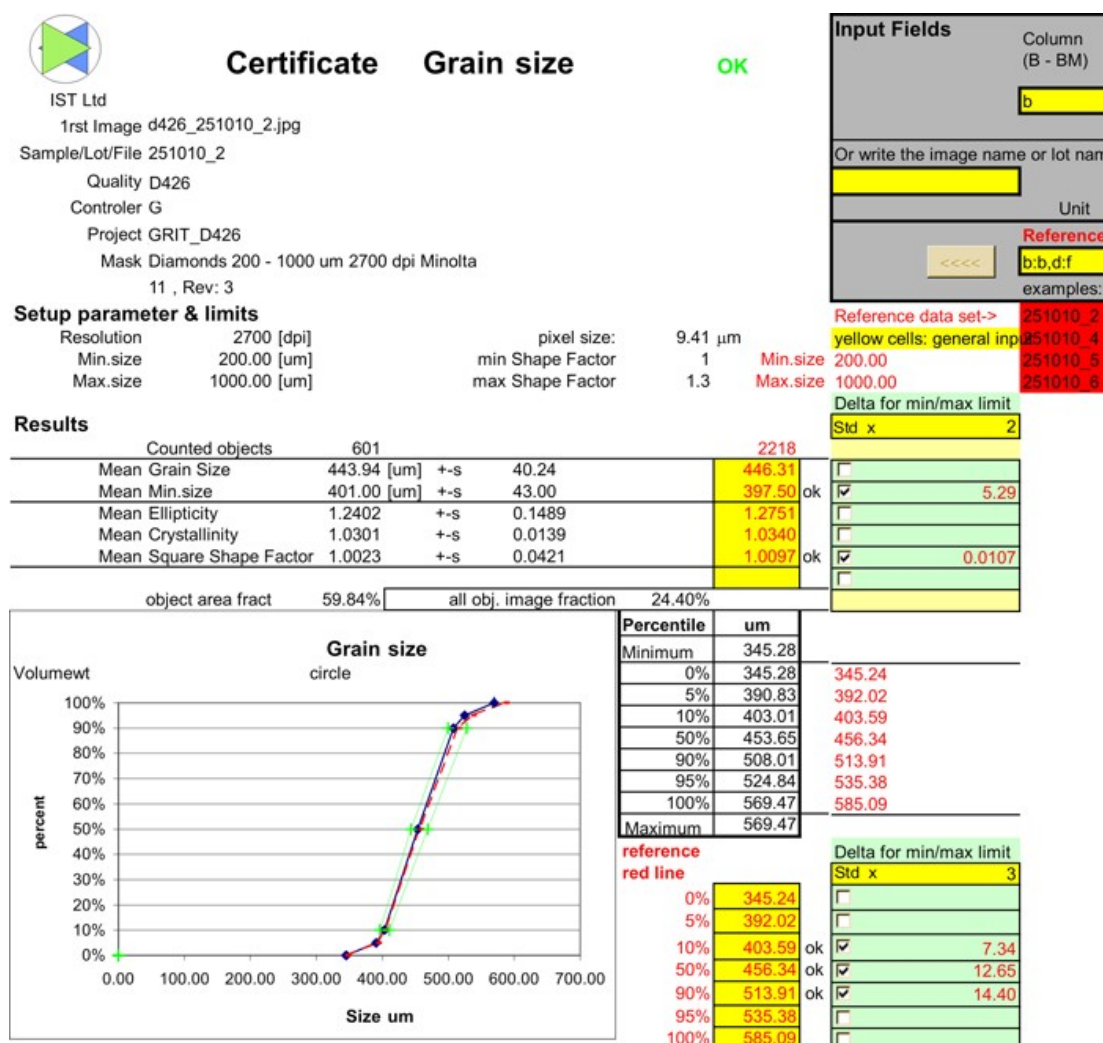 Input Fields
Column
(B - BM)
Certificate Grain size OK
b
IST Ltd
1rst Image d426_251010_2.jpg
Sample/Lot/File 251010_2
Or write the image name or lot nam
Quality D426
Controler G
Unit
Project GRIT_D426
Reference
Mask Diamonds 200 - 1000 um 2700 dpi Minolta
<<<< b:b,d:f
11 , Rev: 3
examples:
Setup parameter & limits
Reference data set-> 251010_2
Resolution 2700 [dpi] pixel size: 9.41 µm
yellow cells: general inpu 251010_4
Min.size 200.00 [um] min Shape Factor 1 Min.size 200.00 251010_5
Max.size 1000.00 [um] max Shape Factor 1.3 Max.size 1000.00 251010_6
Delta for min/max limit
Results
Std x 2
Counted objects 601 2218
Mean Grain Size 443.94 [um] +-s 40.24 446.31
Mean Min.size 401.00 [um] +-s 43.00 397.50 ok 5.29
Mean Ellipticity 1.2402 +-s 0.1489 1.2751
Mean Crystallinity 1.0301 +-s 0.0139 1.0340
Mean Square Shape Factor 1.0023 +-s 0.0421 1.0097 ok 0.0107
object area fract 59.84% all obj. image fraction 24.40%
Percentile um
Minimum 345.28
0% 345.28 345.24
5% 390.83 392.02
10% 403.01 403.59
50% 453.65 456.34
90% 508.01 513.91
95% 524.84 535.38
100% 569.47 585.09
Maximum 569.47
Grain size
Volumewt circle
100%
90%
80%
70%
60%
50%
40%
30%
20%
10%
0%
percent
0.00 100.00 200.00 300.00 400.00 500.00 600.00 700.00
Size um
reference
red line
Delta for min/max limit
Std x 3
0% 345.24
5% 392.02
10% 403.59 ok 7.34
50% 456.34 ok 12.65
90% 513.91 ok 14.40
95% 535.38
100% 585.09